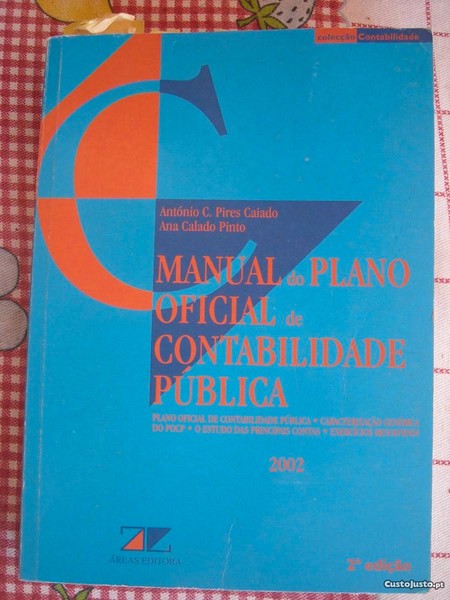 colecção Contabilidade
António C. Pires Caiado
Ana Calado Pinto
MANUAL do PLANO
OFICIAL de
CONTABILIDADE
PÚBLICA
PLANO OFICIAL DE CONTABILIDADE PÚBLICA • CARACTERIZAÇÃO GENÉRICA
DO POCP • O ESTUDO DAS PRINCIPAIS CONTAS • EXERCÍCIOS RESOLVIDOS
2002
ÁREAS EDITORA
2ª edição
CustoJusto.pt